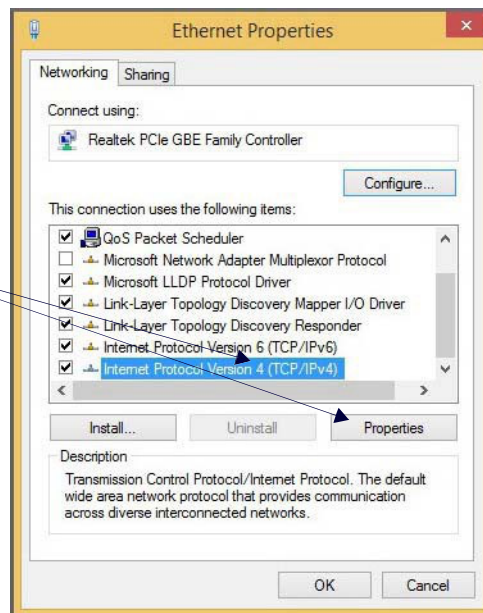 Ethernet Properties
Networking
Sharing
Connect using:
Realtek PCIe GBE Family Controller
Configure...
This connection uses the following items:
QoS Packet Scheduler
Microsoft Network Adapter Multiplexor Protocol
Microsoft LLDP Protocol Driver
Link-Layer Topology Discovery Mapper I/O Driver
Link-Layer Topology Discovery Responder
Internet Protocol Version 6 (TCP/IPv6)
Internet Protocol Version 4 (TCP/IPv4)
Install...
Uninstall
Properties
Description
Transmission Control Protocol/Internet Protocol. The default
wide area network protocol that provides communication
across diverse interconnected networks.
OK
Cancel